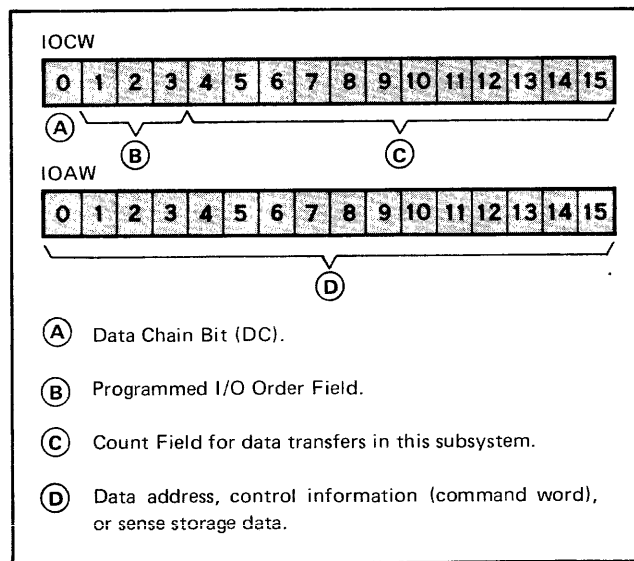 IOCW
0 1 2 3 4 5 6 7 8 9 10 11 12 13 14 15
A B C
IOAW
0 1 2 3 4 5 6 7 8 9 10 11 12 13 14 15
D
A Data Chain Bit (DC).
B Programmed I/O Order Field.
C Count Field for data transfers in this subsystem.
D Data address, control information (command word),
or sense storage data.